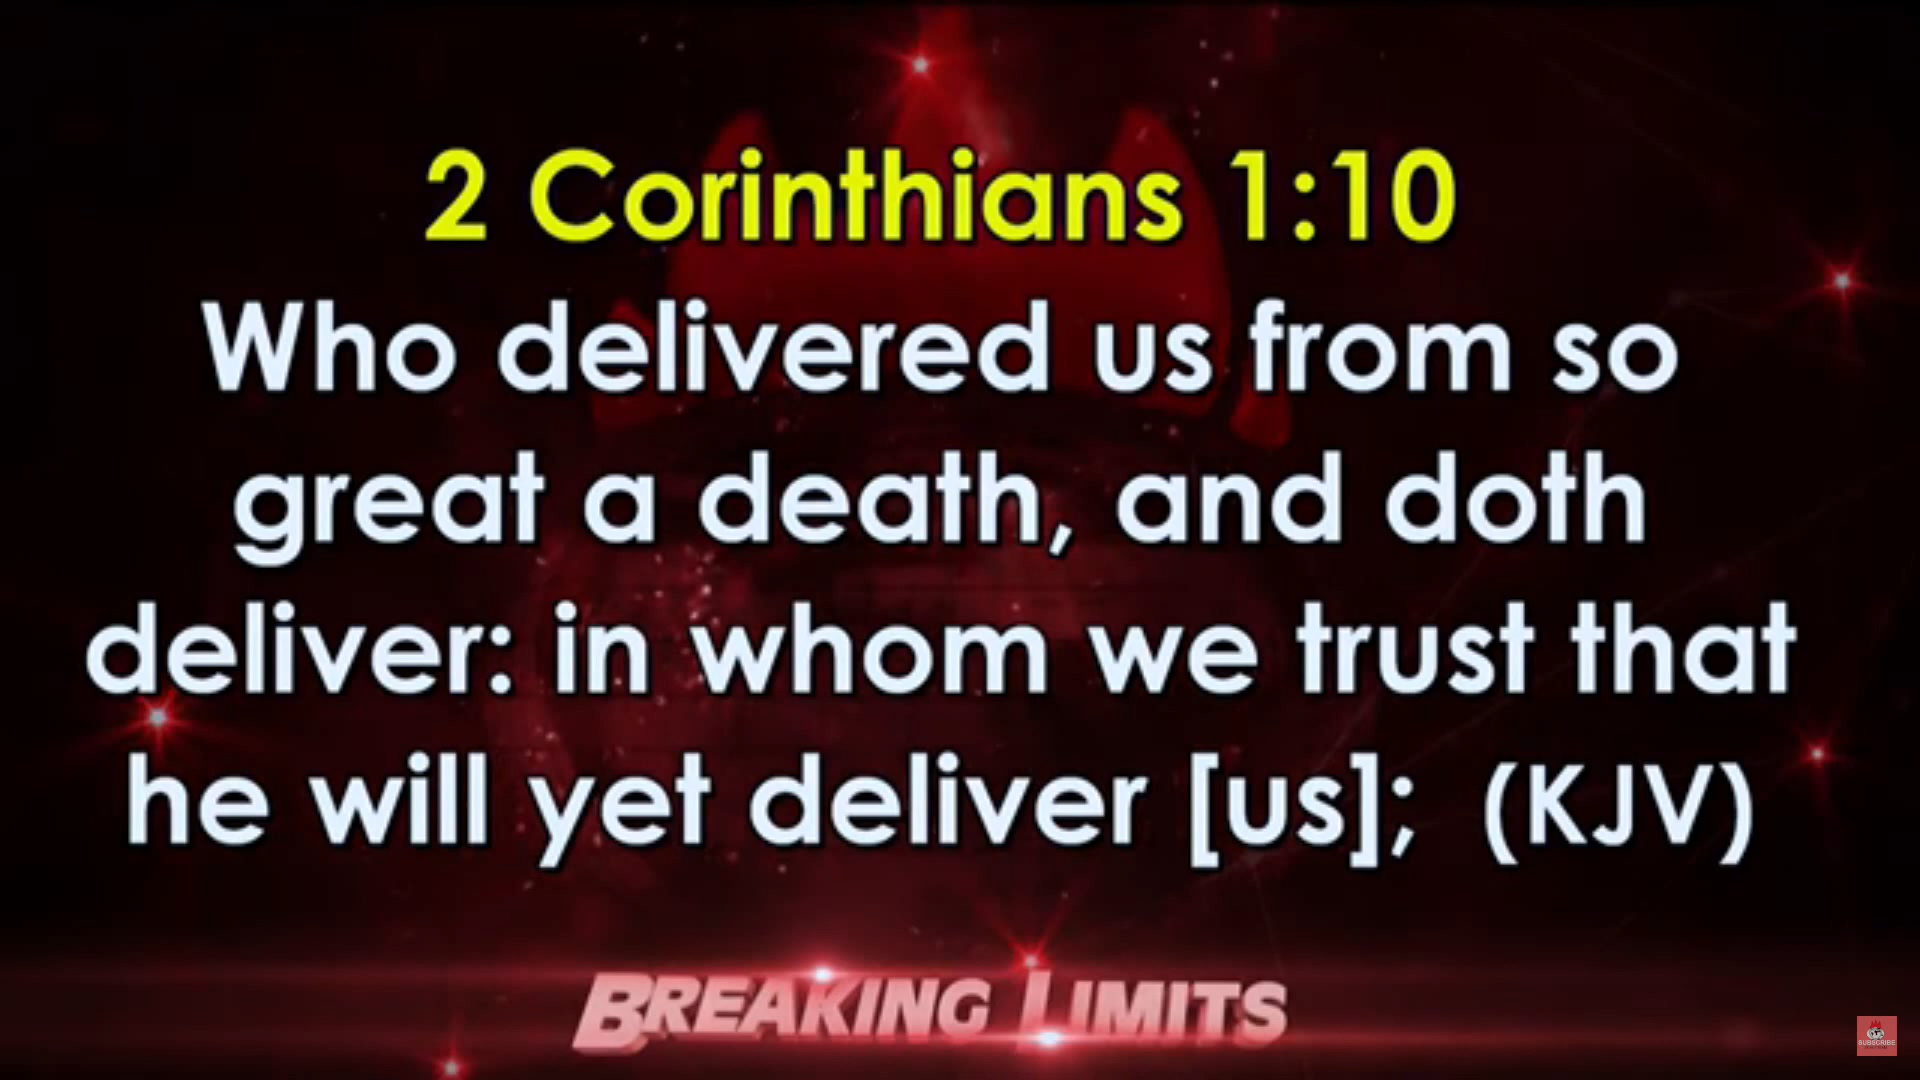 2 Corinthians 1:10
Who delivered us from so
great a death, and doth
deliver: in whom we trust that
he will yet deliver [us]; (KJV)
BREAKING LIMITS
SUBSCRIBE